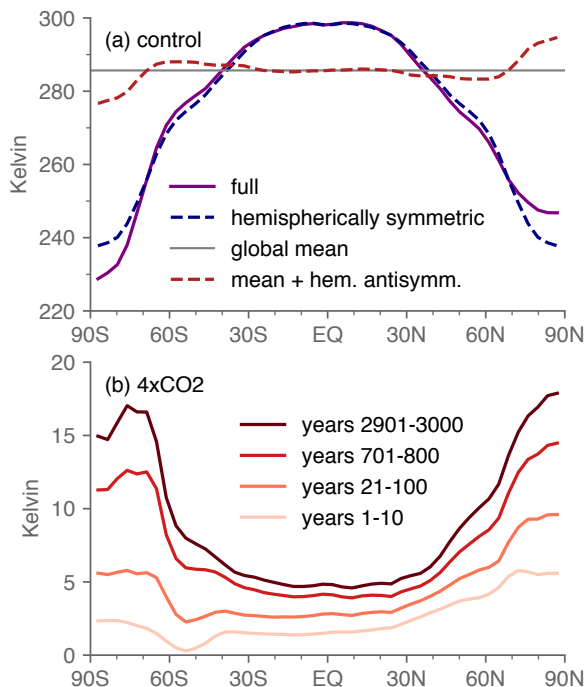 300
(a) control
280
Kelvin
260
full
hemispherically symmetric
240
global mean
mean + hem. antisymm.
220
90S 60S 30S EQ 30N 60N 90N
20
(b) 4xCO2
years 2901-3000
15
years 701-800
Kelvin
10
years 21-100
years 1-10
5
0
90S 60S 30S EQ 30N 60N 90N